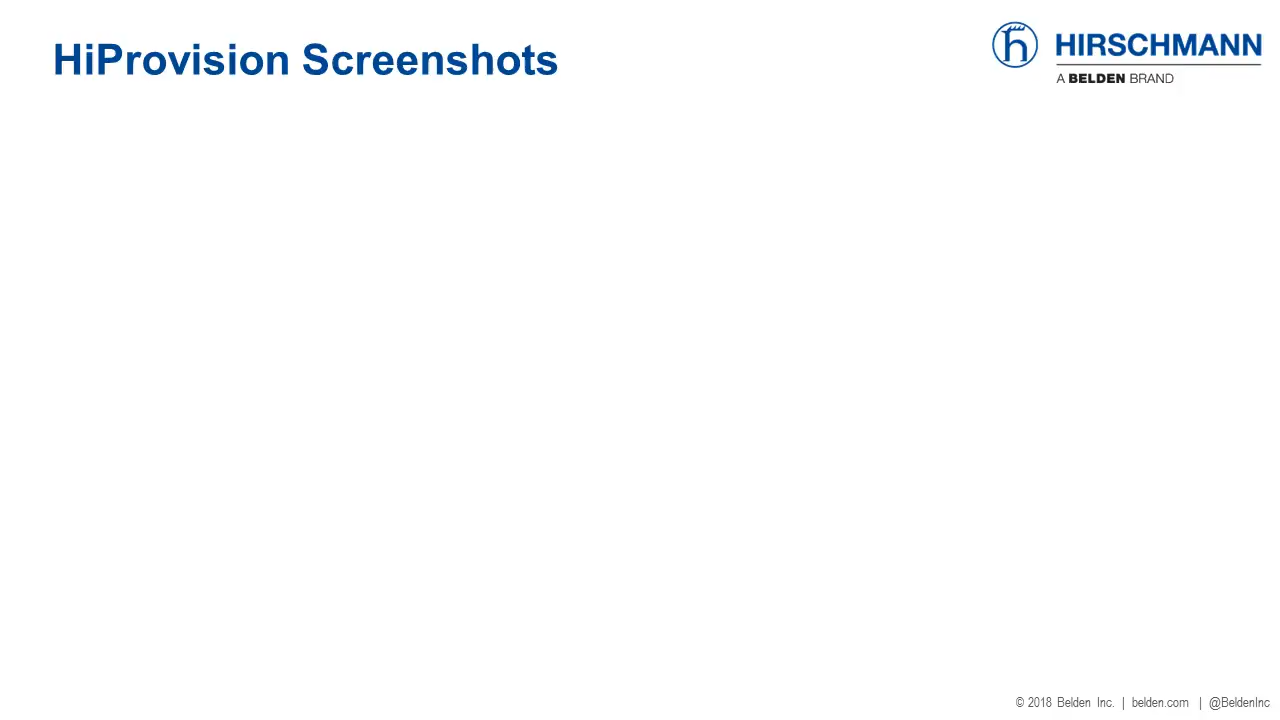 HiProvision Screenshots
HIRSCHMANN
A BELDEN BRAND
© 2018 Belden Inc. | belden.com | @BeldenInc